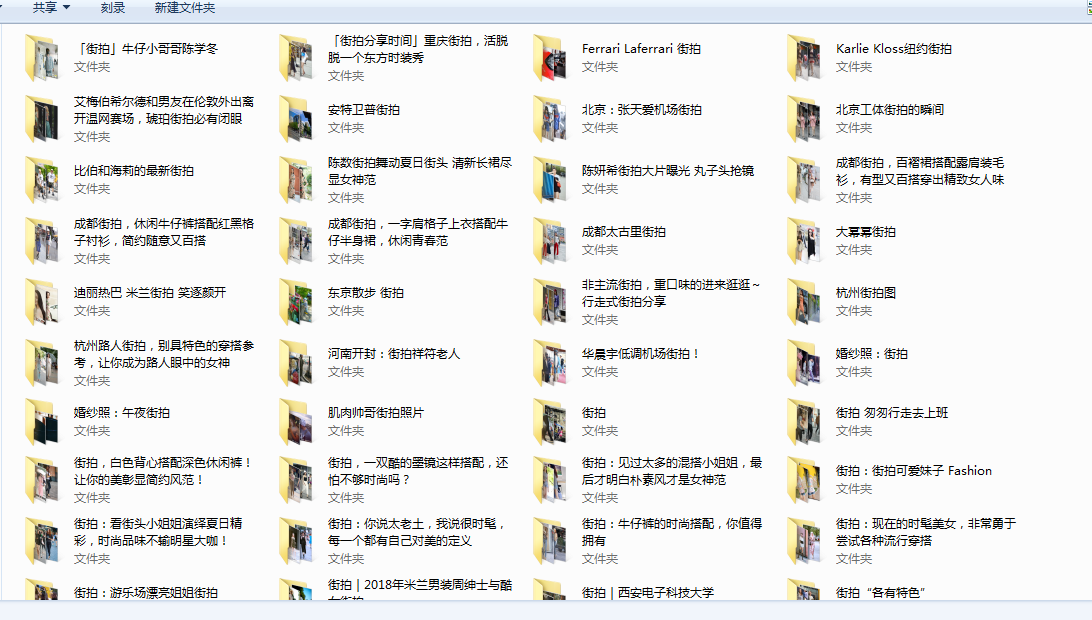 共享 刻录 新建文件夹
「街拍」牛仔小哥哥陈学冬
文件夹
「街拍分享时间」重庆街拍，活脱
脱一个东方时装秀
文件夹
Ferrari Laferrari 街拍
文件夹
Karlie Kloss纽约街拍
文件夹
艾梅伯希尔德和男友在伦敦外出离
开温网赛场，琥珀街拍必有闭眼
文件夹
安特卫普街拍
文件夹
北京：张天爱机场街拍
文件夹
北京工体街拍的瞬间
文件夹
比伯和海莉的最新街拍
文件夹
陈数街拍舞动夏日街头 清新长裙尽
显女神范
文件夹
陈妍希街拍大片曝光 丸子头抢镜
文件夹
成都街拍，百褶裙搭配露肩装毛
衫，有型又百搭穿出精致女人味
文件夹
成都街拍，休闲牛仔裤搭配红黑格
子衬衫，简约随意又百搭
文件夹
成都街拍，一字肩格子上衣搭配牛
仔半身裙，休闲青春范
文件夹
成都太古里街拍
文件夹
大幂幂街拍
文件夹
迪丽热巴 米兰街拍 笑逐颜开
文件夹
东京散步 街拍
文件夹
非主流街拍，重口味的进来逛逛～
行走式街拍分享
文件夹
杭州街拍图
文件夹
杭州路人街拍，别具特色的穿搭参
考，让你成为路人眼中的女神
文件夹
河南开封：街拍祥符老人
文件夹
华晨宇低调机场街拍！
文件夹
婚纱照：街拍
文件夹
婚纱照：午夜街拍
文件夹
肌肉帅哥街拍照片
文件夹
街拍
文件夹
街拍 匆匆行走去上班
文件夹
街拍，白色背心搭配深色休闲裤！
让你的美彰显简约风范！
文件夹
街拍，一双酷的墨镜这样搭配，还
怕不够时尚吗？
文件夹
街拍：见过太多的混搭小姐姐，最
后才明白朴素风才是女神范
文件夹
街拍：街拍可爱妹子 Fashion
文件夹
街拍：看街头小姐姐演绎夏日精
彩，时尚品味不输明星大咖！
文件夹
街拍：你说太老土，我说很时髦，
每一个都有自己对美的定义
文件夹
街拍：牛仔裤的时尚搭配，你值得
拥有
文件夹
街拍：现在的时髦美女，非常勇于
尝试各种流行穿搭
文件夹
街拍：游乐场漂亮姐姐街拍
街拍 | 2018年米兰男装周绅士与酷
女街拍
街拍 | 西安电子科技大学
街拍“各有特色”